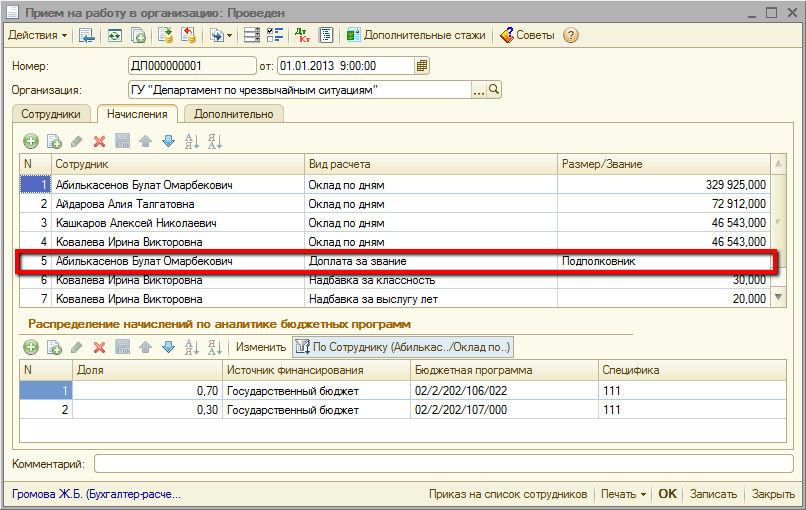 Прием на работу в организацию: Проведен
Действия Дт Кт Дополнительные стажи Советы ?
Номер: ДП000000001 от: 01.01.2013 9:00:00
Организация: ГУ "Департамент по чрезвычайным ситуациям" ...
Сотрудники Начисления Дополнительно
N Сотрудник Вид расчета Размер/Звание
1 Абилькасенов Булат Омарбекович Оклад по дням 329 925,000
2 Айдарова Алия Талгатовна Оклад по дням 72 912,000
3 Кашкаров Алексей Николаевич Оклад по дням 46 543,000
4 Ковалева Ирина Викторовна Оклад по дням 46 543,000
5 Абилькасенов Булат Омарбекович Доплата за звание Подполковник
6 Ковалева Ирина Викторовна Надбавка за классность 30,000
7 Ковалева Ирина Викторовна Надбавка за выслугу лет 20,000
Распределение начислений по аналитике бюджетных программ
Изменить По Сотруднику (Абилькас../Оклад по..)
N Доля Источник финансирования Бюджетная программа Специфика
1 0,70 Государственный бюджет 02/2/202/106/022 111
2 0,30 Государственный бюджет 02/2/202/107/000 111
Комментарий:
Громова Ж.Б. (Бухгалтер-расче... Приказ на список сотрудников Печать OK Записать Закрыть